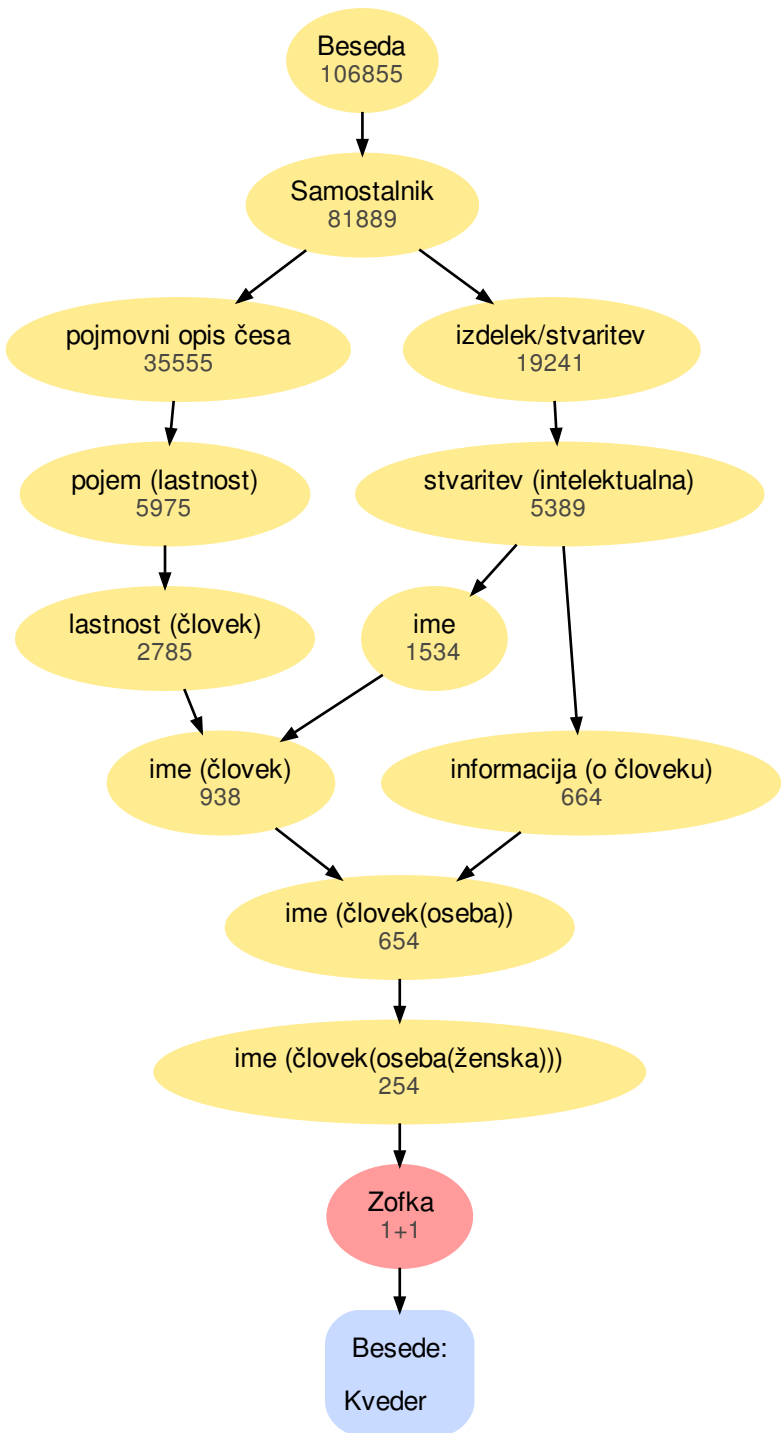 Beseda
106855
Samostalnik
81889
pojmovni opis česa
35555
izdelek/stvaritev
19241
pojem (lastnost)
5975
stvaritev (intelektualna)
5389
lastnost (človek)
2785
ime
1534
ime (človek)
938
informacija (o človeku)
664
ime (človek(oseba))
654
ime (človek(oseba(ženska)))
254
Zofka
1+1
Besede:
Kveder